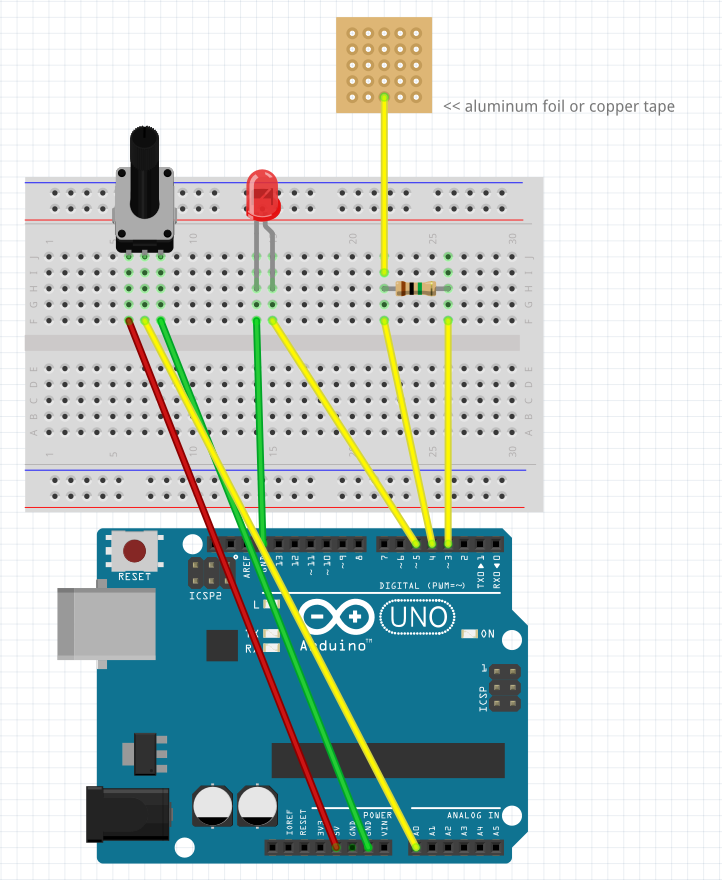 << aluminum foil or copper tape
1 5 10 15 20 25 30
J J
I I
H H
G G
F F
E E
D D
C C
B B
A A
1 5 10 15 20 25 30
RESET
ICSP2
AREF
GND
13
12
~11
~10
~9
8
7
~6
~5
4
~3
2
TX0▶1
RX0◀0
DIGITAL (PWM=~)
L
TX
RX
UNO
Arduino™
ON
1
ICSP
POWER
ANALOG IN
IOREF
RESET
3V3
5V
GND
GND
VIN
A0
A1
A2
A3
A4
A5